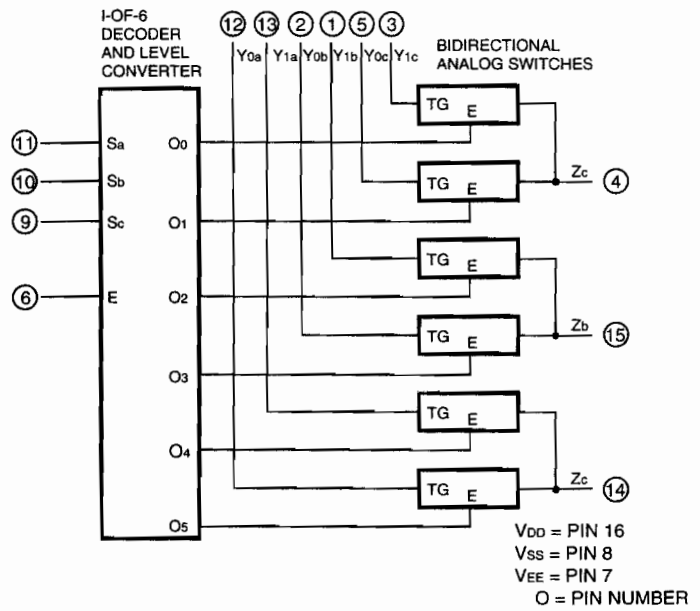 I-OF-6
DECODER
AND LEVEL
CONVERTER
12 13 2 1 5 3
Y0a Y1a Y0b Y1b Y0c Y1c
BIDIRECTIONAL
ANALOG SWITCHES
TG E
11 Sa O0
TG E Zc 4
10 Sb
9 Sc O1
TG E
6 E O2
TG E Zb 15
O3
TG E
O4
TG E Zc 14
O5
VDD = PIN 16
VSS = PIN 8
VEE = PIN 7
O = PIN NUMBER